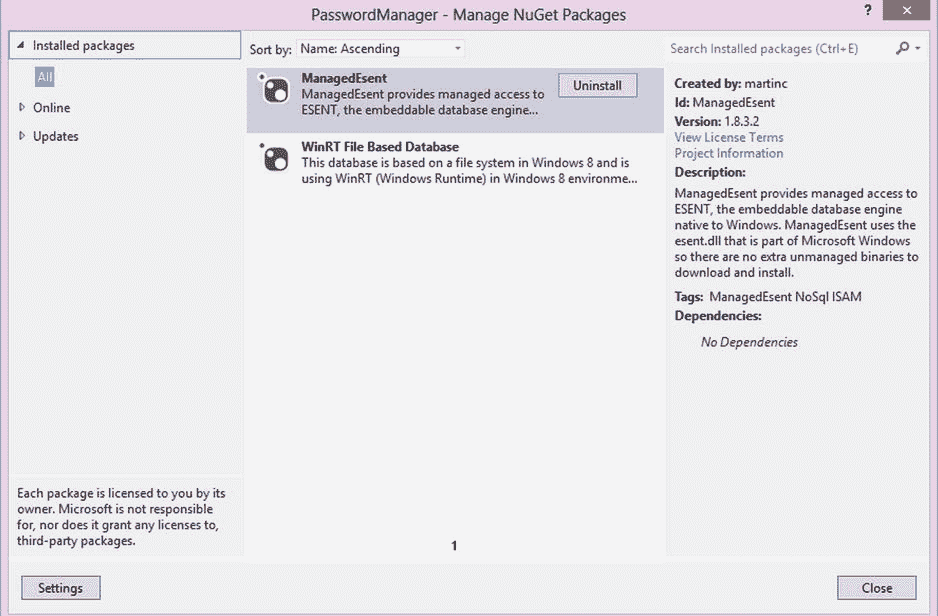 PasswordManager - Manage NuGet Packages
?
Installed packages
All
Online
Updates
Each package is licensed to you by its
owner. Microsoft is not responsible
for, nor does it grant any licenses to,
third-party packages.
Settings
Sort by: Name: Ascending
ManagedEsent
ManagedEsent provides managed access to
ESENT, the embeddable database engine...
Uninstall
WinRT File Based Database
This database is based on a file system in Windows 8 and is
using WinRT (Windows Runtime) in Windows 8 environme...
1
Search Installed packages (Ctrl+E)
Created by: martinc
Id: ManagedEsent
Version: 1.8.3.2
View License Terms
Project Information
Description:
ManagedEsent provides managed access to
ESENT, the embeddable database engine
native to Windows. ManagedEsent uses the
esent.dll that is part of Microsoft Windows
so there are no extra unmanaged binaries to
download and install.
Tags: ManagedEsent NoSql ISAM
Dependencies:
No Dependencies
Close